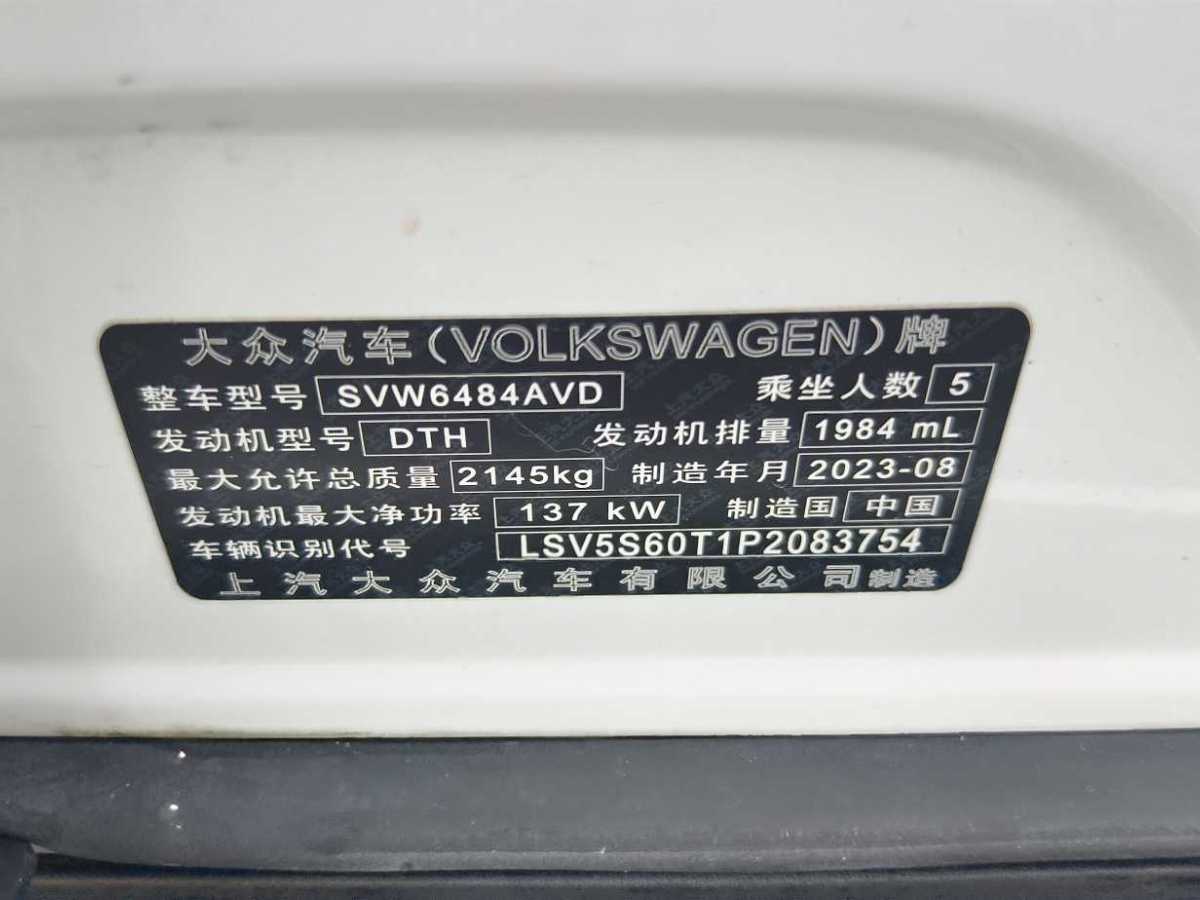 大众汽车(VOLKSWAGEN)牌
整车型号 SVW6484AVD 乘坐人数 5
发动机型号 DTH 发动机排量 1984 mL
最大允许总质量 2145kg 制造年月 2023-08
发动机最大净功率 137 kW 制造国 中国
车辆识别代号 LSV5S60T1P2083754
上汽大众汽车有限公司制造